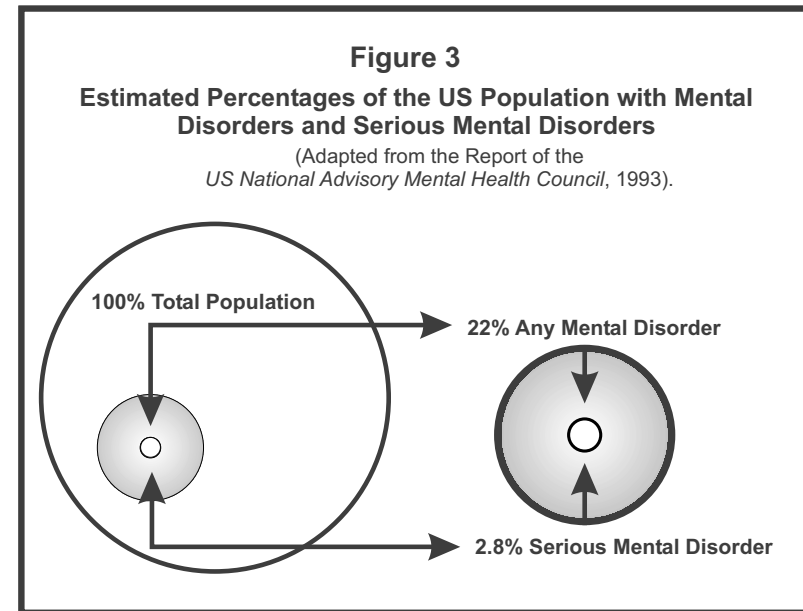 Figure 3
Estimated Percentages of the US Population with Mental
Disorders and Serious Mental Disorders
(Adapted from the Report of the
US National Advisory Mental Health Council, 1993).
100% Total Population
22% Any Mental Disorder
2.8% Serious Mental Disorder